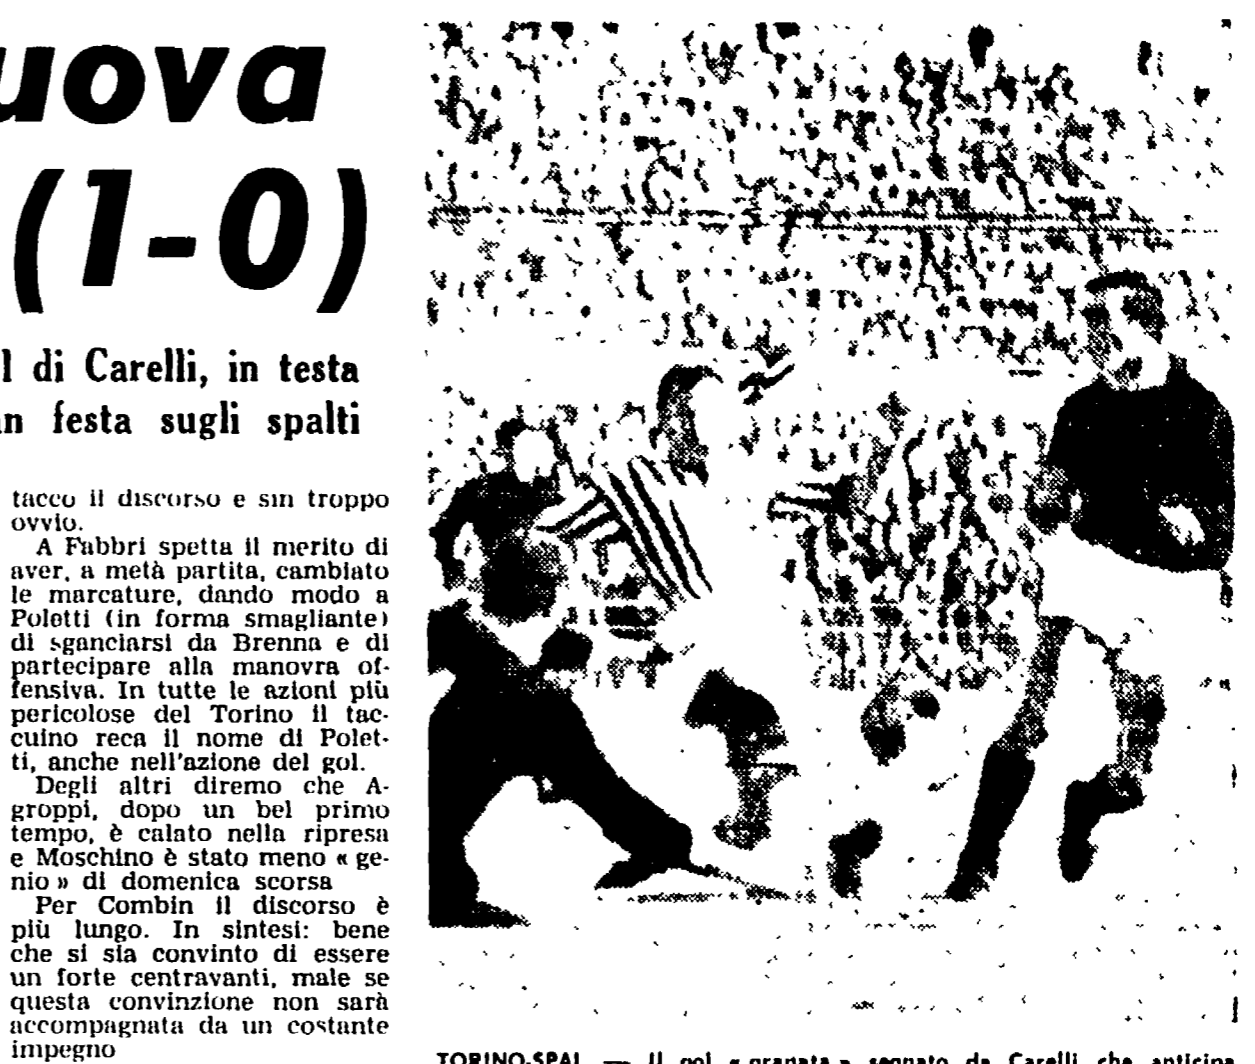 uova
(1-0)
l di Carelli, in testa
an festa sugli spalti
tacco il discorso e sin troppo
ovvio.
A Fabbri spetta il merito di
aver, a metà partita, cambiato
le marcature, dando modo a
Poletti (in forma smagliante)
di sganciarsi da Brenna e di
partecipare alla manovra of-
fensiva. In tutte le azioni più
pericolose del Torino il tac-
cuino reca il nome di Polet-
ti, anche nell'azione del gol.
Degli altri diremo che A-
groppi, dopo un bel primo
tempo, è calato nella ripresa
e Moschino è stato meno « ge-
nio » di domenica scorsa
Per Combin il discorso è
più lungo. In sintesi: bene
che si sia convinto di essere
un forte centravanti, male se
questa convinzione non sarà
accompagnata da un costante
impegno
TORINO-SPAL — Il gol « granata » segnato da Carelli che anticipa